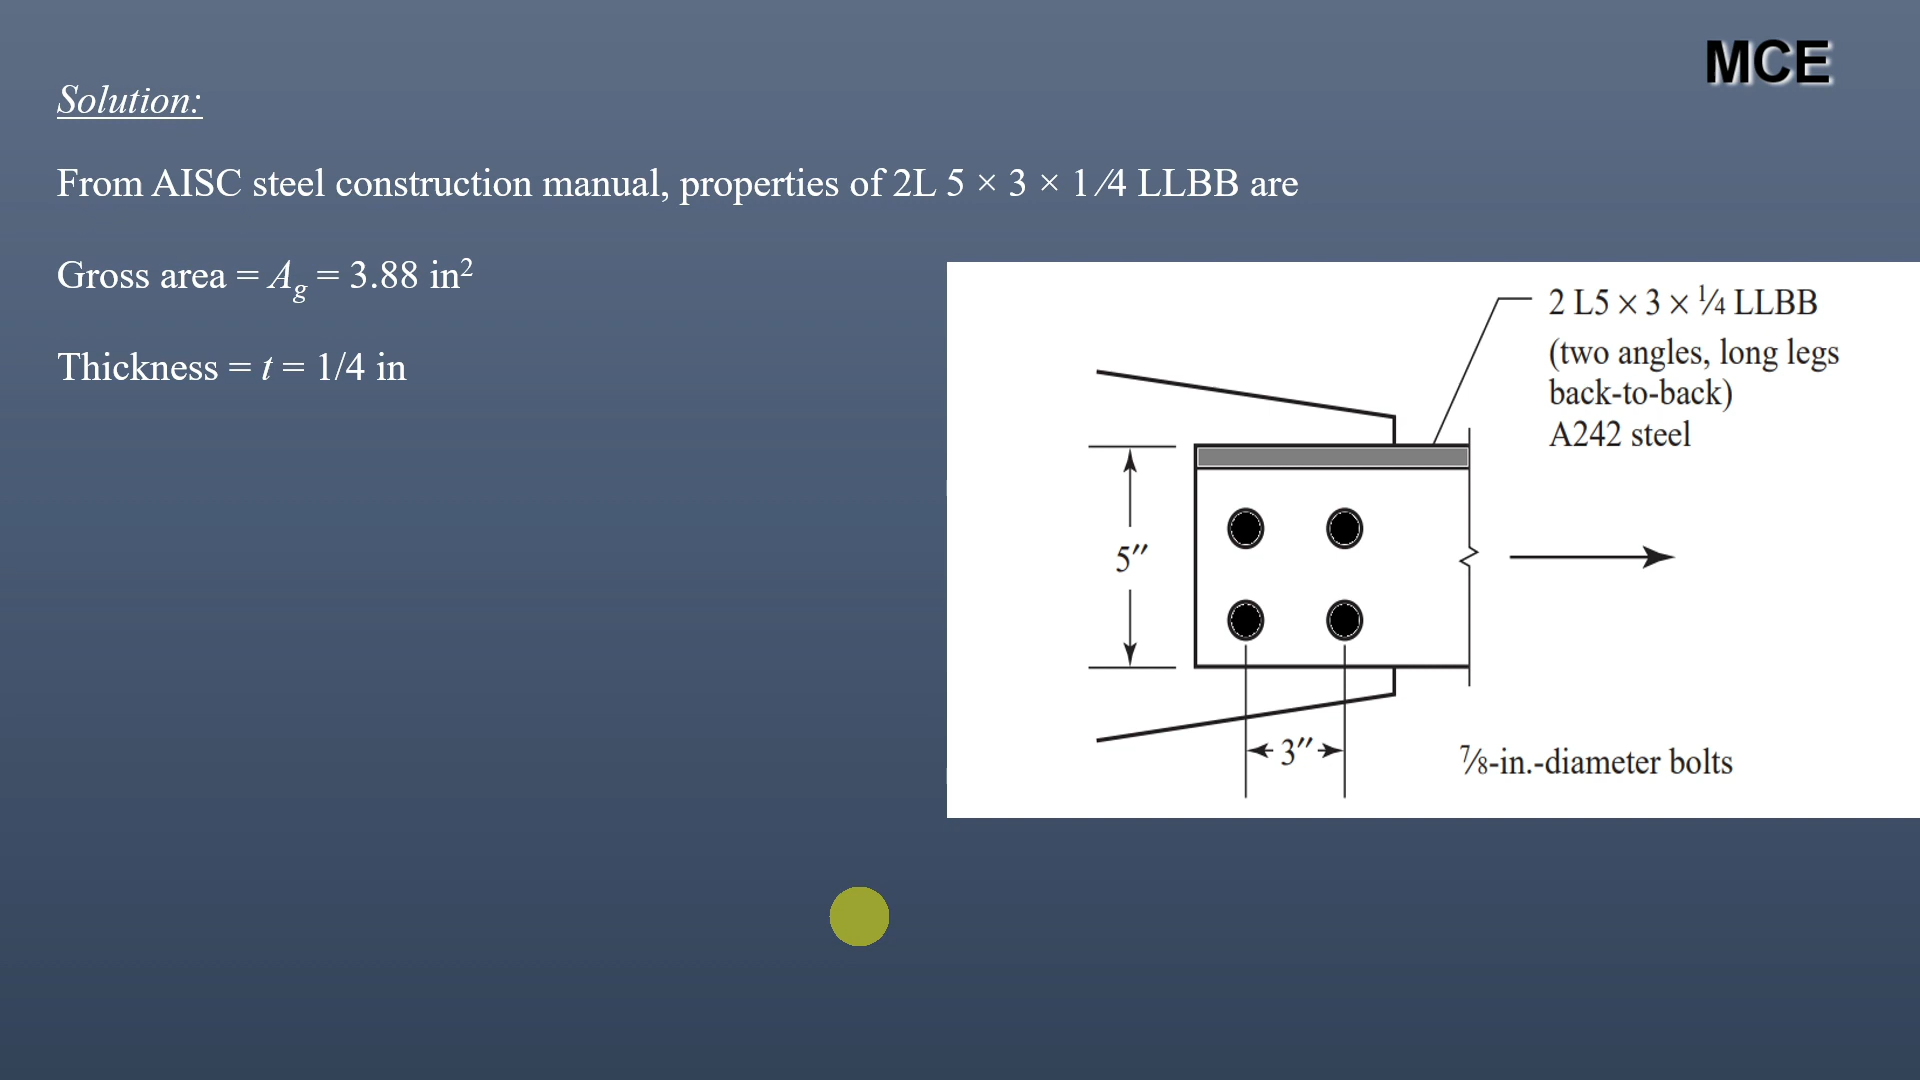 MCE
Solution:
From AISC steel construction manual, properties of 2L 5 × 3 × 1⁄4 LLBB are
Gross area = A_g = 3.88 in²
Thickness = t = 1/4 in
2 L5 × 3 × ¼ LLBB
(two angles, long legs
back-to-back)
A242 steel
5″
3″
⅞-in.-diameter bolts